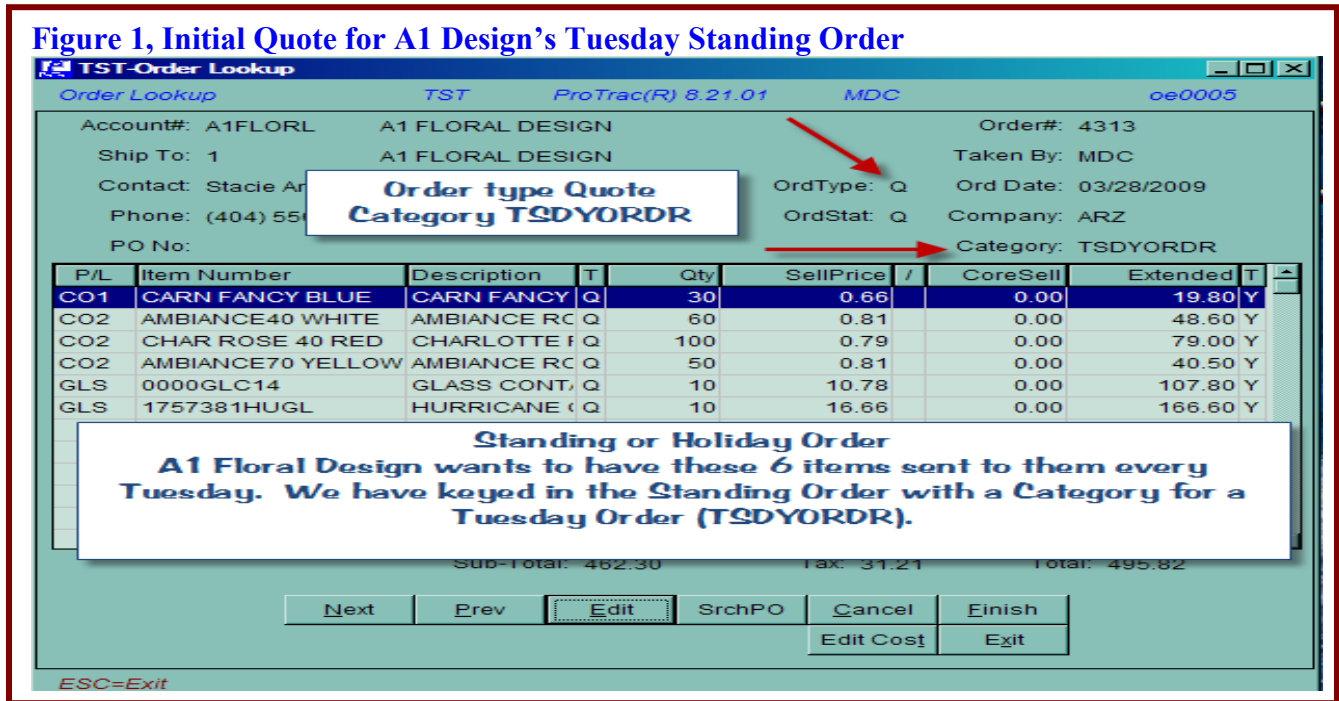 Figure 1, Initial Quote for A1 Design's Tuesday Standing Order
TST-Order Lookup
Order Lookup TST ProTrac(R) 8.21.01 MDC oe0005
Account#: A1FLORL A1 FLORAL DESIGN Order#: 4313
Ship To: 1 A1 FLORAL DESIGN Taken By: MDC
Contact: Stacie OrdType: Q Ord Date: 03/28/2009
Phone: (404) OrdStat: Q Company: ARZ
PO No: Category: TSDYORDR
Order type Quote
Category TSDYORDR
P/L Item Number Description T Qty SellPrice / CoreSell Extended T
CO1 CARN FANCY BLUE CARN FANCY Q 30 0.66 0.00 19.80 Y
CO2 AMBIANCE40 WHITE AMBIANCE Q 60 0.81 0.00 48.60 Y
CO2 CHAR ROSE 40 RED CHARLOTTE Q 100 0.79 0.00 79.00 Y
CO2 AMBIANCE70 YELLOW AMBIANCE Q 50 0.81 0.00 40.50 Y
GLS 0000GLC14 GLASS CONT Q 10 10.78 0.00 107.80 Y
GLS 1757381HUGL HURRICANE Q 10 16.66 0.00 166.60 Y
Standing or Holiday Order
A1 Floral Design wants to have these 6 items sent to them every
Tuesday. We have keyed in the Standing Order with a Category for a
Tuesday Order (TSDYORDR).
Sub-Total: 462.30 Tax: 31.21 Total: 495.82
Next Prev Edit SrchPO Cancel Finish
Edit Cost Exit
ESC=Exit